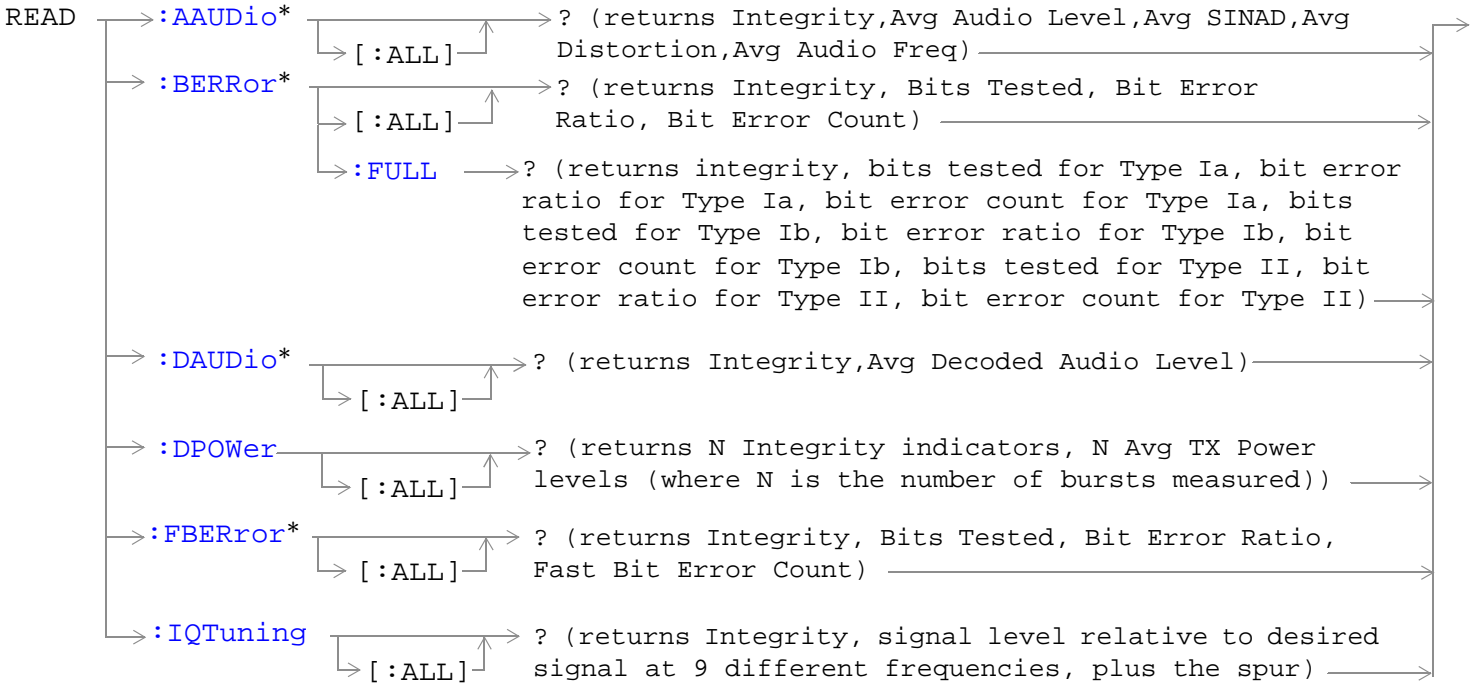 READ :AAUDio* ? (returns Integrity,Avg Audio Level,Avg SINAD,Avg
[:ALL] Distortion,Avg Audio Freq)
:BERRor* ? (returns Integrity, Bits Tested, Bit Error
[:ALL] Ratio, Bit Error Count)
:FULL ? (returns integrity, bits tested for Type Ia, bit error
ratio for Type Ia, bit error count for Type Ia, bits
tested for Type Ib, bit error ratio for Type Ib, bit
error count for Type Ib, bits tested for Type II, bit
error ratio for Type II, bit error count for Type II)
:DAUDio* ? (returns Integrity,Avg Decoded Audio Level)
[:ALL]
:DPOWer ? (returns N Integrity indicators, N Avg TX Power
[:ALL] levels (where N is the number of bursts measured))
:FBERror* ? (returns Integrity, Bits Tested, Bit Error Ratio,
[:ALL] Fast Bit Error Count)
:IQTuning ? (returns Integrity, signal level relative to desired
[:ALL] signal at 9 different frequencies, plus the spur)